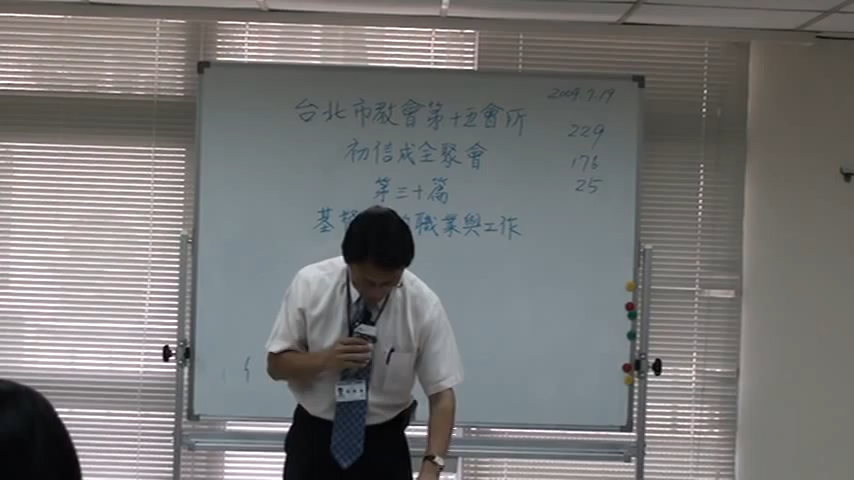 2009.7.19
台北市教會第十五會所
229
初信成全聚會
176
第三十篇
25
基 職業與工作